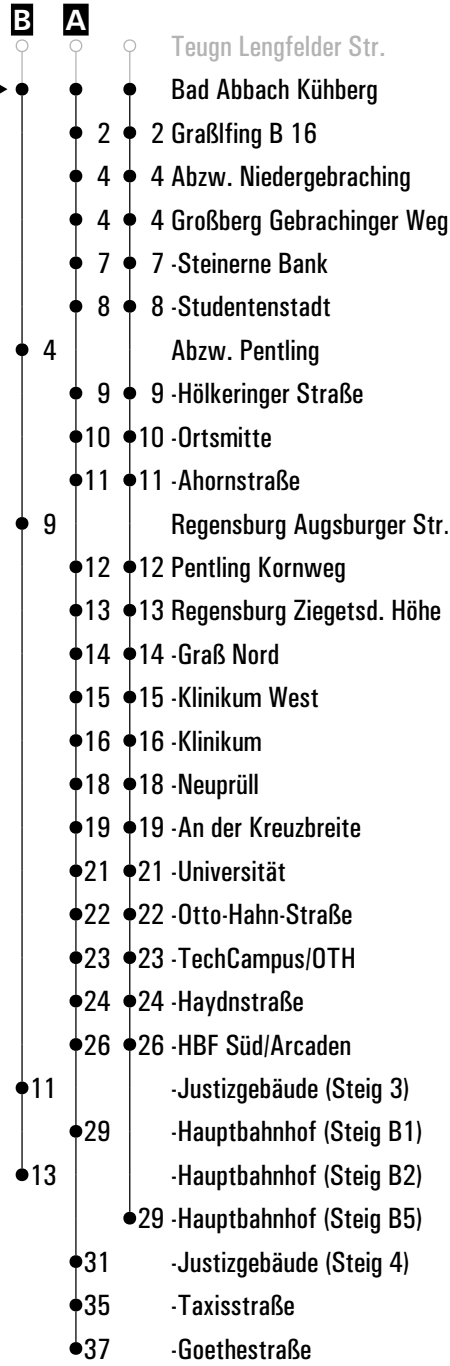 B A
Teugn Lengfelder Str.
Bad Abbach Kühberg
2 2 Graßlfing B 16
4 4 Abzw. Niedergebraching
4 4 Großberg Gebrachinger Weg
7 7 -Steinerne Bank
8 8 -Studentenstadt
4 Abzw. Pentling
9 9 -Hölkeringer Straße
10 10 -Ortsmitte
11 11 -Ahornstraße
9 Regensburg Augsburger Str.
12 12 Pentling Kornweg
13 13 Regensburg Ziegetsd. Höhe
14 14 -Graß Nord
15 15 -Klinikum West
16 16 -Klinikum
18 18 -Neuprüll
19 19 -An der Kreuzbreite
21 21 -Universität
22 22 -Otto-Hahn-Straße
23 23 -TechCampus/OTH
24 24 -Haydnstraße
26 26 -HBF Süd/Arcaden
11 -Justizgebäude (Steig 3)
29 -Hauptbahnhof (Steig B1)
13 -Hauptbahnhof (Steig B2)
29 -Hauptbahnhof (Steig B5)
31 -Justizgebäude (Steig 4)
35 -Taxisstraße
37 -Goethestraße